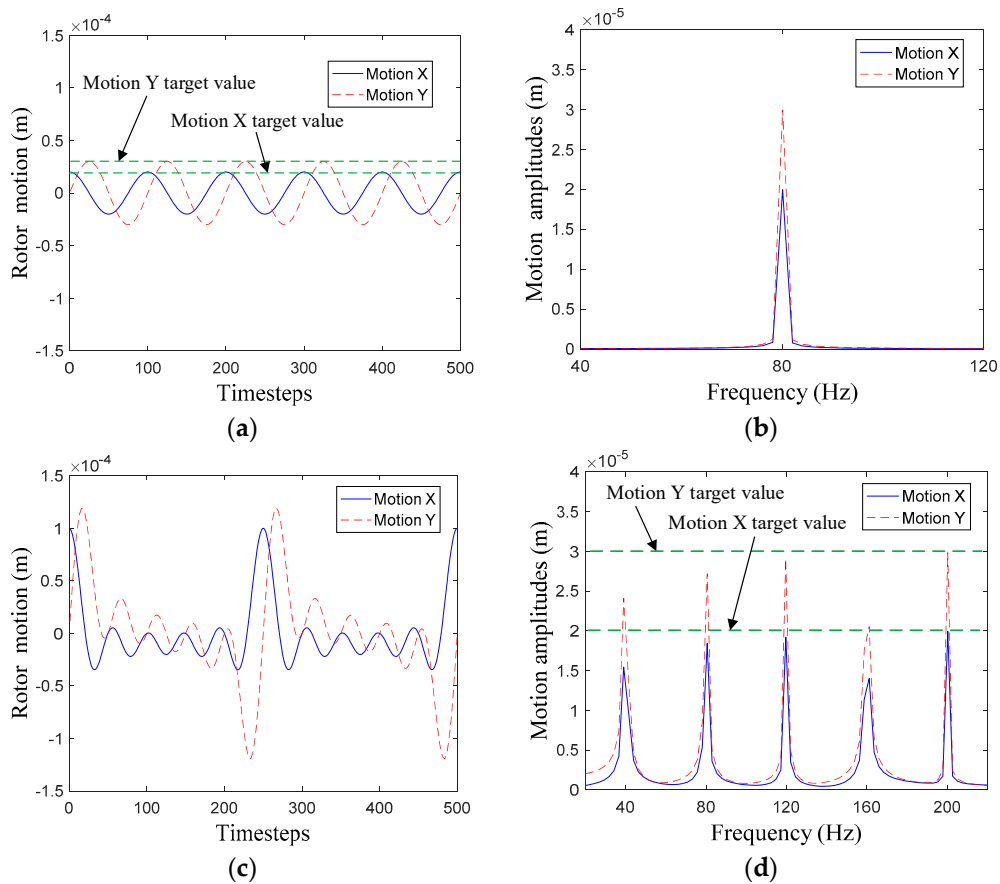 ×10-4
1.5
1
0.5
0
-0.5
-1
-1.5
Rotor motion (m)
0 100 200 300 400 500
Timesteps
Motion X
Motion Y
Motion Y target value
Motion X target value
(a)
×10-5
4
3.5
3
2.5
2
1.5
1
0.5
0
Motion amplitudes (m)
40 80 120
Frequency (Hz)
Motion X
Motion Y
(b)
×10-4
1.5
1
0.5
0
-0.5
-1
-1.5
Rotor motion (m)
0 100 200 300 400 500
Timesteps
Motion X
Motion Y
(c)
×10-5
4
3.5
3
2.5
2
1.5
1
0.5
0
Motion amplitudes (m)
40 80 120 160 200
Frequency (Hz)
Motion Y target value
Motion X target value
Motion X
Motion Y
(d)